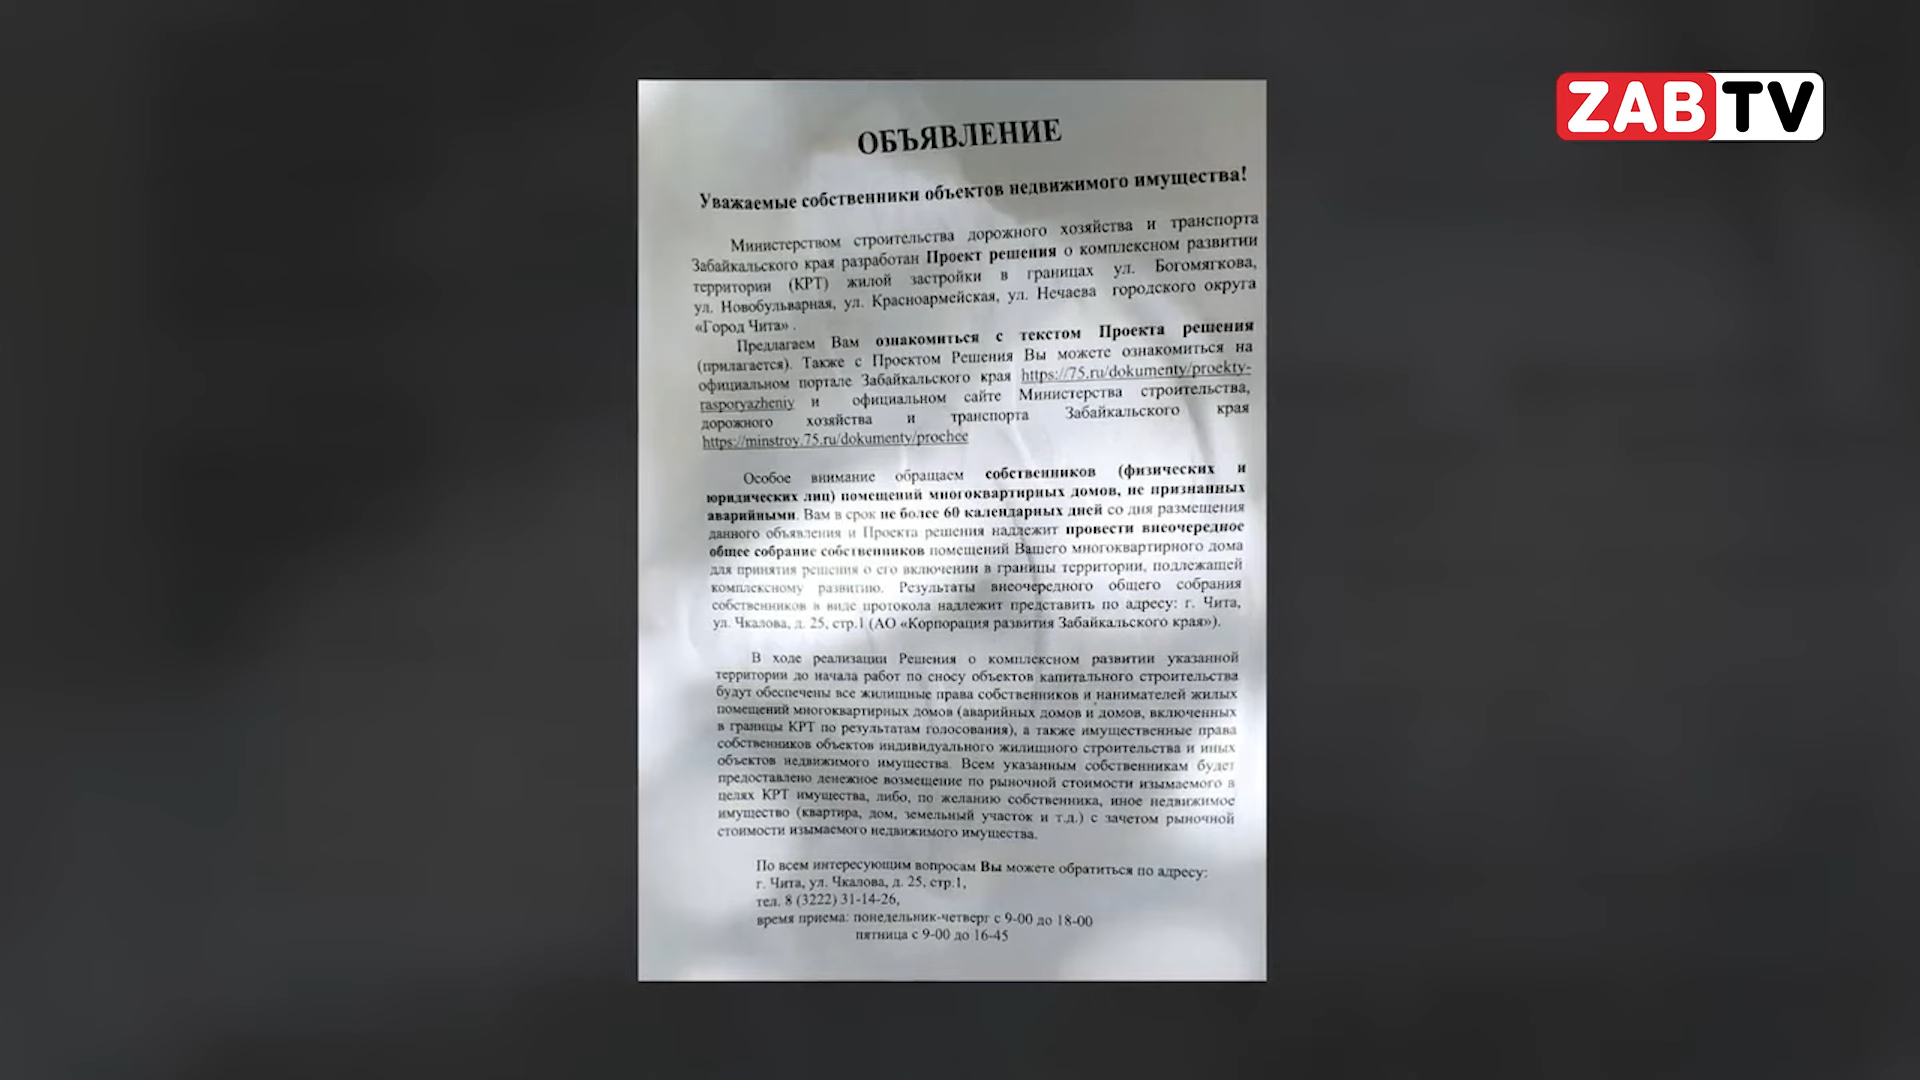 ZABTV
ОБЪЯВЛЕНИЕ
Уважаемые собственники объектов недвижимого имущества!
Министерством строительства дорожного хозяйства и транспорта
Забайкальского края разработан Проект решения о комплексном развитии
территории (КРТ) жилой застройки в границах ул. Богомягкова,
ул. Новобульварная, ул. Красноармейская, ул. Нечаева городского округа
«Город Чита» .
Предлагаем Вам ознакомиться с текстом Проекта решения
(прилагается). Также с Проектом Решения Вы можете ознакомиться на
официальном портале Забайкальского края https://75.ru/dokumenty/proekty-
rasporyazheniy и официальном сайте Министерства строительства,
дорожного хозяйства и транспорта Забайкальского края
https://minstroy.75.ru/dokumenty/prochee
Особое внимание обращаем собственников (физических и
юридических лиц) помещений многоквартирных домов, не признанных
аварийными. Вам в срок не более 60 календарных дней со дня размещения
данного объявления и Проекта решения надлежит провести внеочередное
общее собрание собственников помещений Вашего многоквартирного дома
для принятия решения о его включении в границы территории, подлежащей
комплексному развитию. Результаты внеочередного общего собрания
собственников в виде протокола надлежит представить по адресу: г. Чита,
ул. Чкалова, д. 25, стр.1 (АО «Корпорация развития Забайкальского края»).
В ходе реализации Решения о комплексном развитии указанной
территории до начала работ по сносу объектов капитального строительства
будут обеспечены все жилищные права собственников и нанимателей жилых
помещений многоквартирных домов (аварийных домов и домов, включенных
в границы КРТ по результатам голосования), а также имущественные права
собственников объектов индивидуального жилищного строительства и иных
объектов недвижимого имущества. Всем указанным собственникам будет
предоставлено денежное возмещение по рыночной стоимости изымаемого в
целях КРТ имущества, либо, по желанию собственника, иное недвижимое
имущество (квартира, дом, земельный участок и т.д.) с зачетом рыночной
стоимости изымаемого недвижимого имущества.
По всем интересующим вопросам Вы можете обратиться по адресу:
г. Чита, ул. Чкалова, д. 25, стр.1,
тел. 8 (3222) 31-14-26,
время приема: понедельник-четверг с 9-00 до 18-00
пятница с 9-00 до 16-45